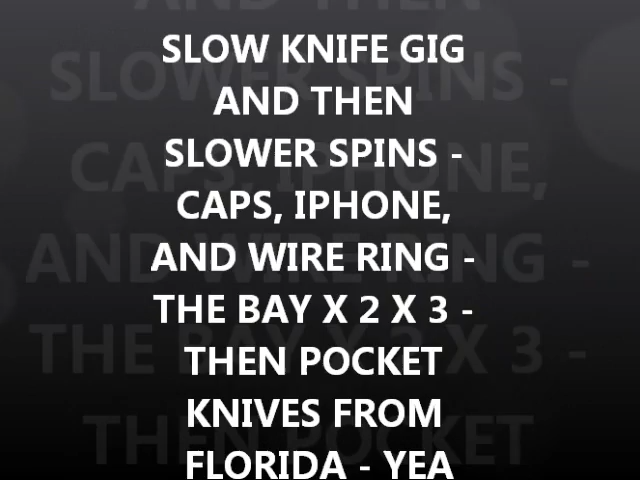 SLOW KNIFE GIG
AND THEN
SLOWER SPINS -
CAPS, IPHONE,
AND WIRE RING -
THE BAY X 2 X 3 -
THEN POCKET
KNIVES FROM
FLORIDA - YEA